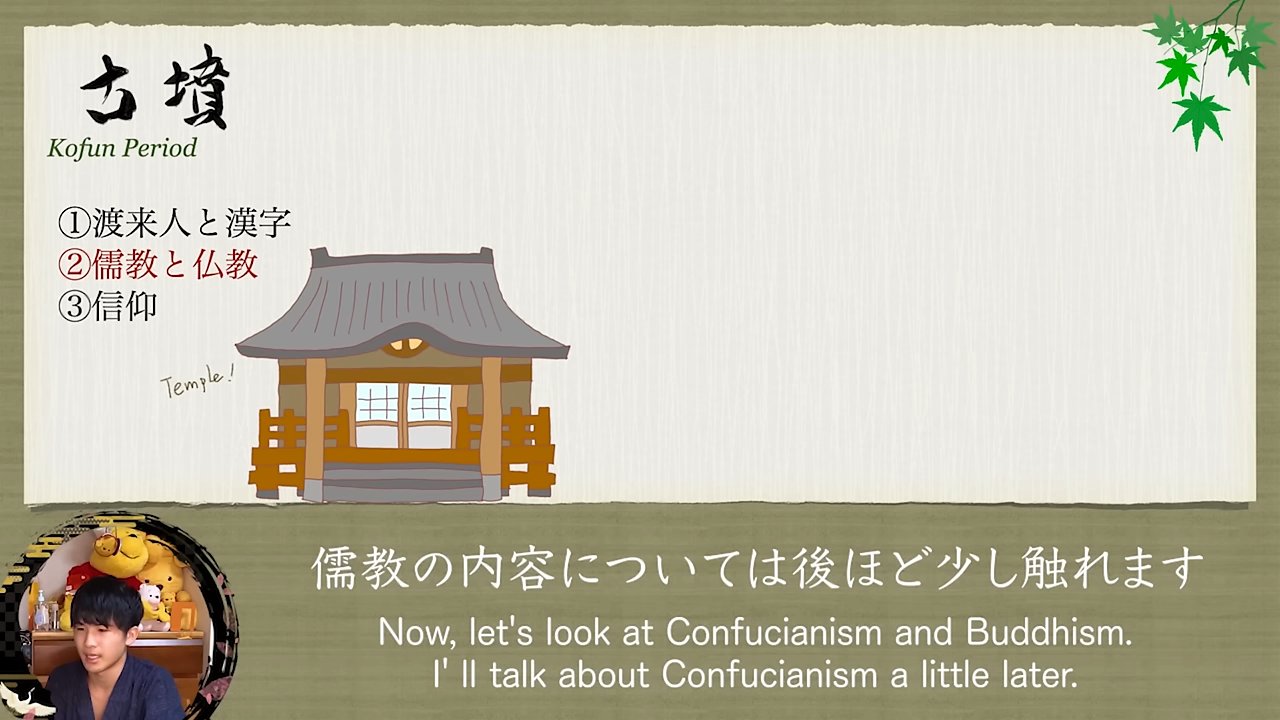 古墳
Kofun Period
①渡来人と漢字
②儒教と仏教
③信仰
Temple!
儒教の内容については後ほど少し触れます
Now, let's look at Confucianism and Buddhism.
I' ll talk about Confucianism a little later.